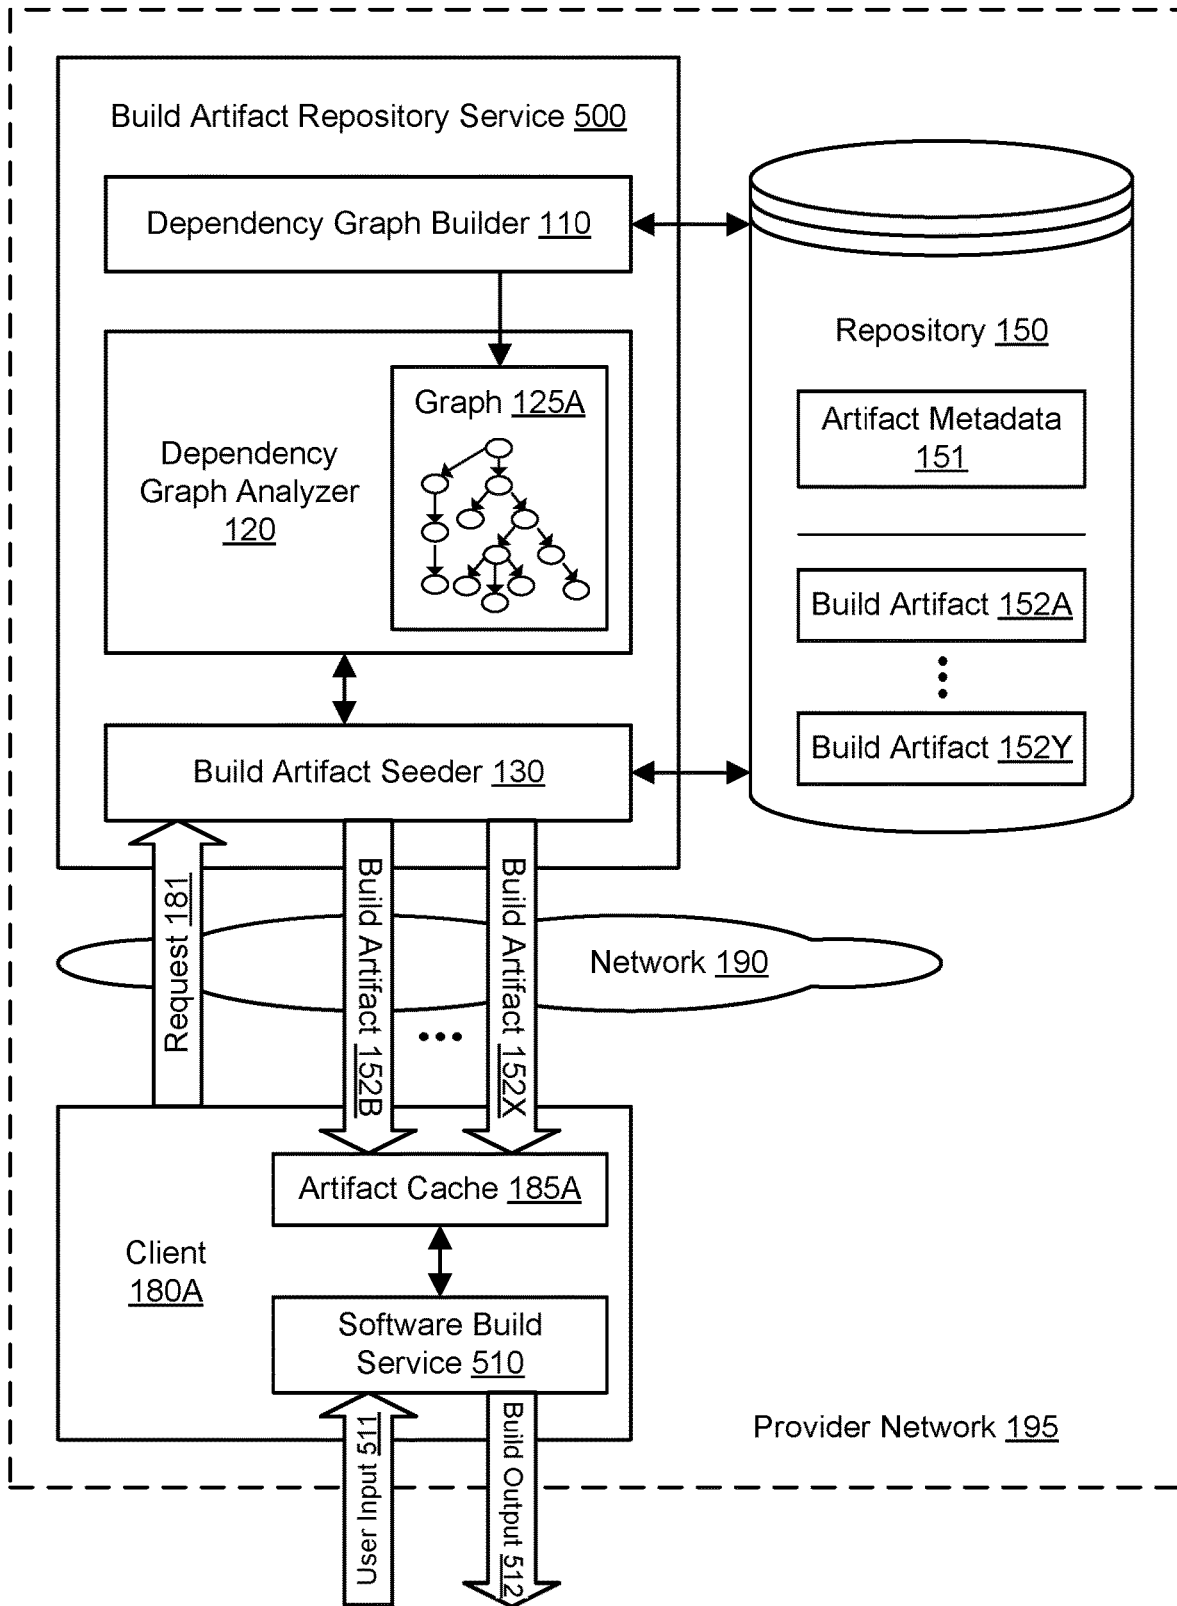 Build Artifact Repository Service 500
Dependency Graph Builder 110
Repository 150
Graph 125A
Artifact Metadata
151
Dependency
Graph Analyzer
120
Build Artifact 152A
Build Artifact 152Y
Build Artifact Seeder 130
Request 181
Build Artifact 152B
Build Artifact 152X
Network 190
Artifact Cache 185A
Client
180A
Software Build
Service 510
User Input 511
Build Output 512
Provider Network 195